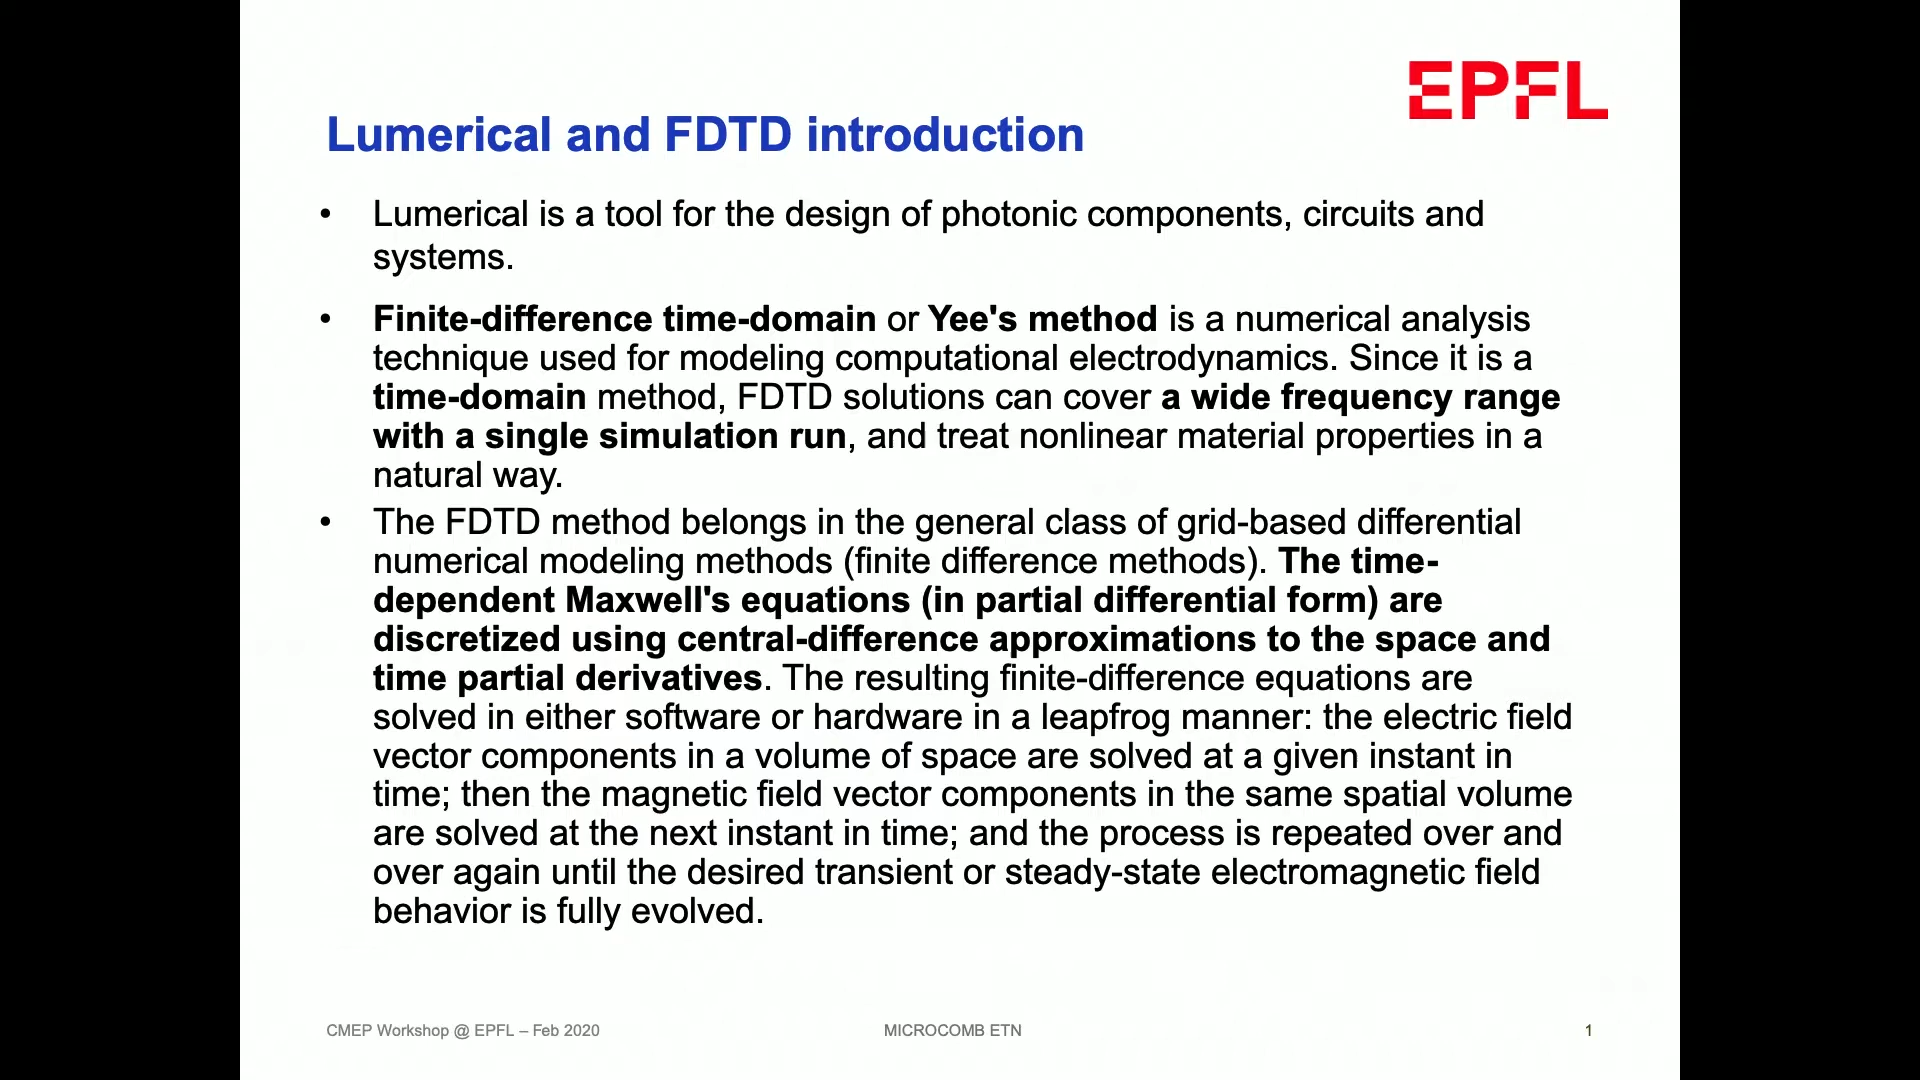 EPFL
Lumerical and FDTD introduction
• Lumerical is a tool for the design of photonic components, circuits and
systems.
• Finite-difference time-domain or Yee's method is a numerical analysis
technique used for modeling computational electrodynamics. Since it is a
time-domain method, FDTD solutions can cover a wide frequency range
with a single simulation run, and treat nonlinear material properties in a
natural way.
• The FDTD method belongs in the general class of grid-based differential
numerical modeling methods (finite difference methods). The time-
dependent Maxwell's equations (in partial differential form) are
discretized using central-difference approximations to the space and
time partial derivatives. The resulting finite-difference equations are
solved in either software or hardware in a leapfrog manner: the electric field
vector components in a volume of space are solved at a given instant in
time; then the magnetic field vector components in the same spatial volume
are solved at the next instant in time; and the process is repeated over and
over again until the desired transient or steady-state electromagnetic field
behavior is fully evolved.
CMEP Workshop @ EPFL – Feb 2020
MICROCOMB ETN
1